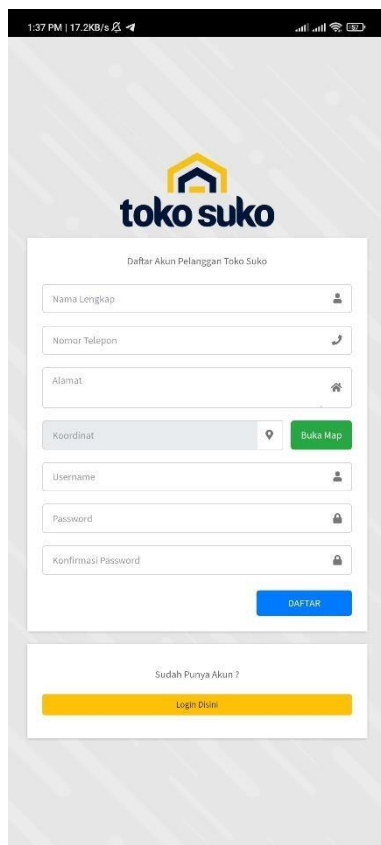 1:37 PM | 17.2KB/s
57
toko suko
Daftar Akun Pelanggan Toko Suko
Nama Lengkap
Nomor Telepon
Alamat
Koordinat
Buka Map
Username
Password
Konfirmasi Password
DAFTAR
Sudah Punya Akun ?
Login Disini